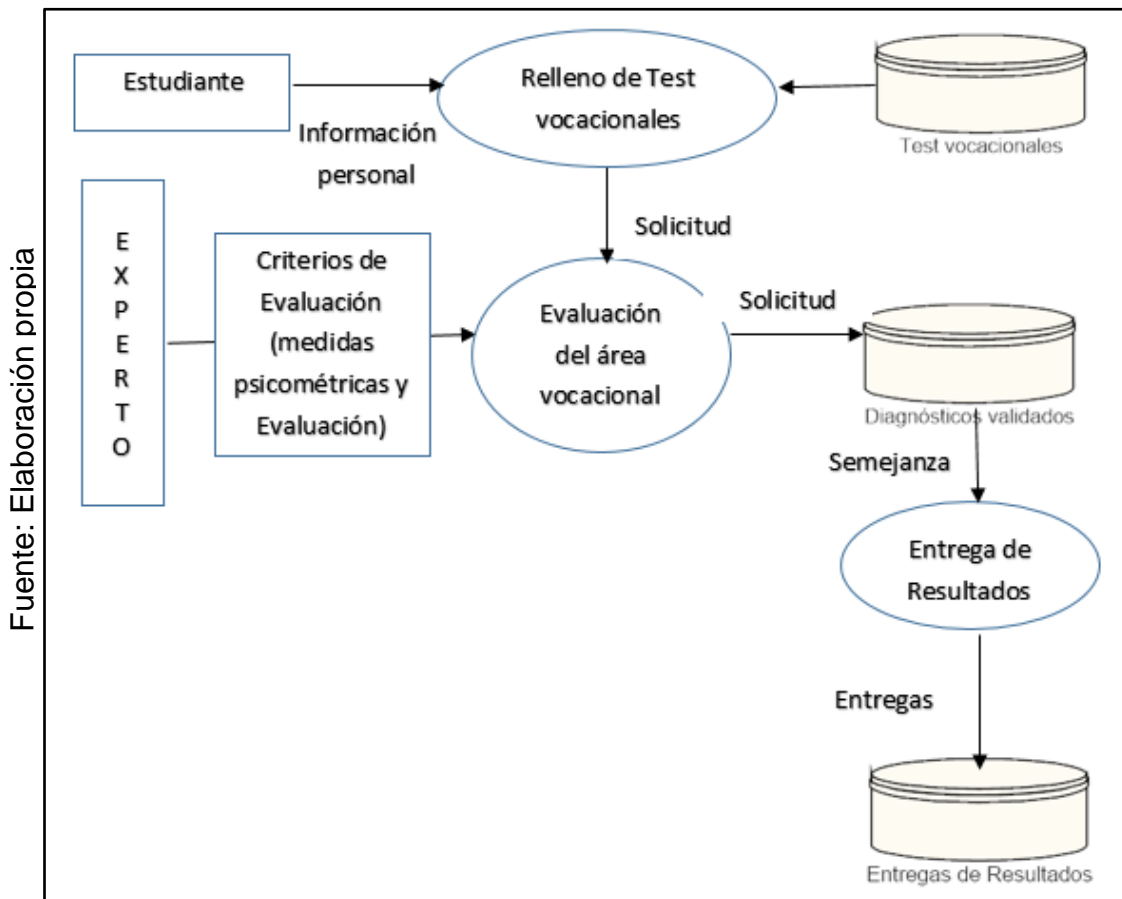 Estudiante
Relleno de Test
vocacionales
Test vocacionales
Información
personal
Solicitud
E
X
P
E
R
T
O
Criterios de
Evaluación
(medidas
psicométricas y
Evaluación)
Evaluación
del área
vocacional
Solicitud
Diagnósticos validados
Semejanza
Entrega de
Resultados
Entregas
Entregas de Resultados
Fuente: Elaboración propia